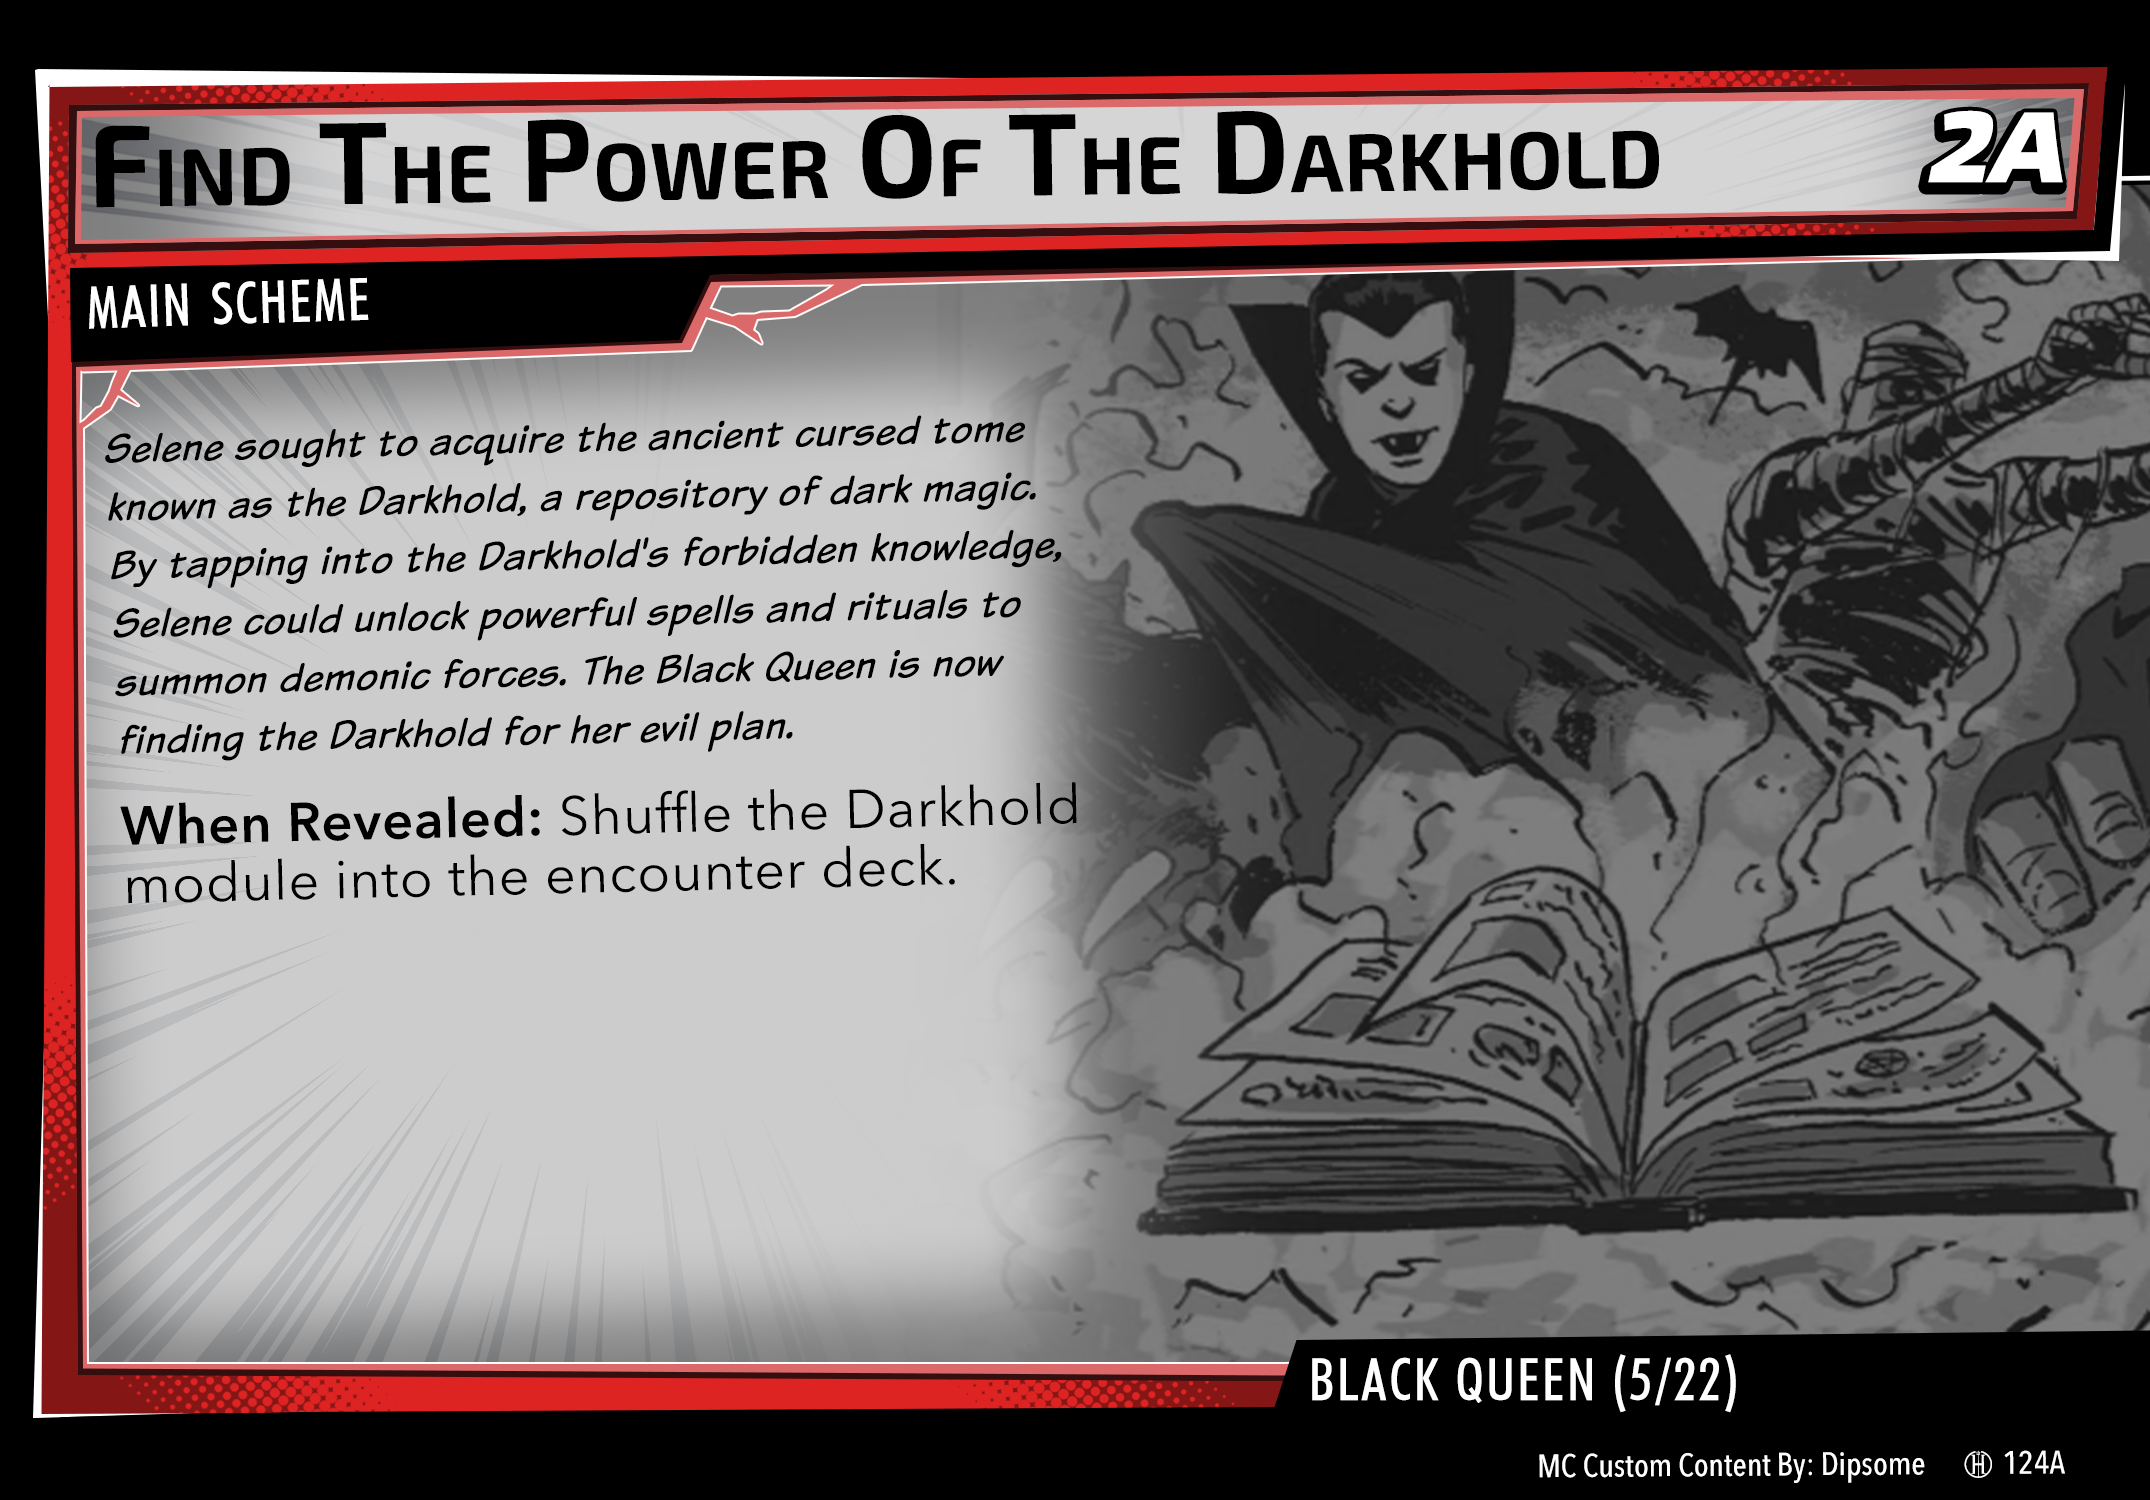 Find The Power Of The Darkhold
2A
MAIN SCHEME
Selene sought to acquire the ancient cursed tome
known as the Darkhold, a repository of dark magic.
By tapping into the Darkhold's forbidden knowledge,
Selene could unlock powerful spells and rituals to
summon demonic forces. The Black Queen is now
finding the Darkhold for her evil plan.
When Revealed: Shuffle the Darkhold
module into the encounter deck.
BLACK QUEEN (5/22)
MC Custom Content By: Dipsome
124A